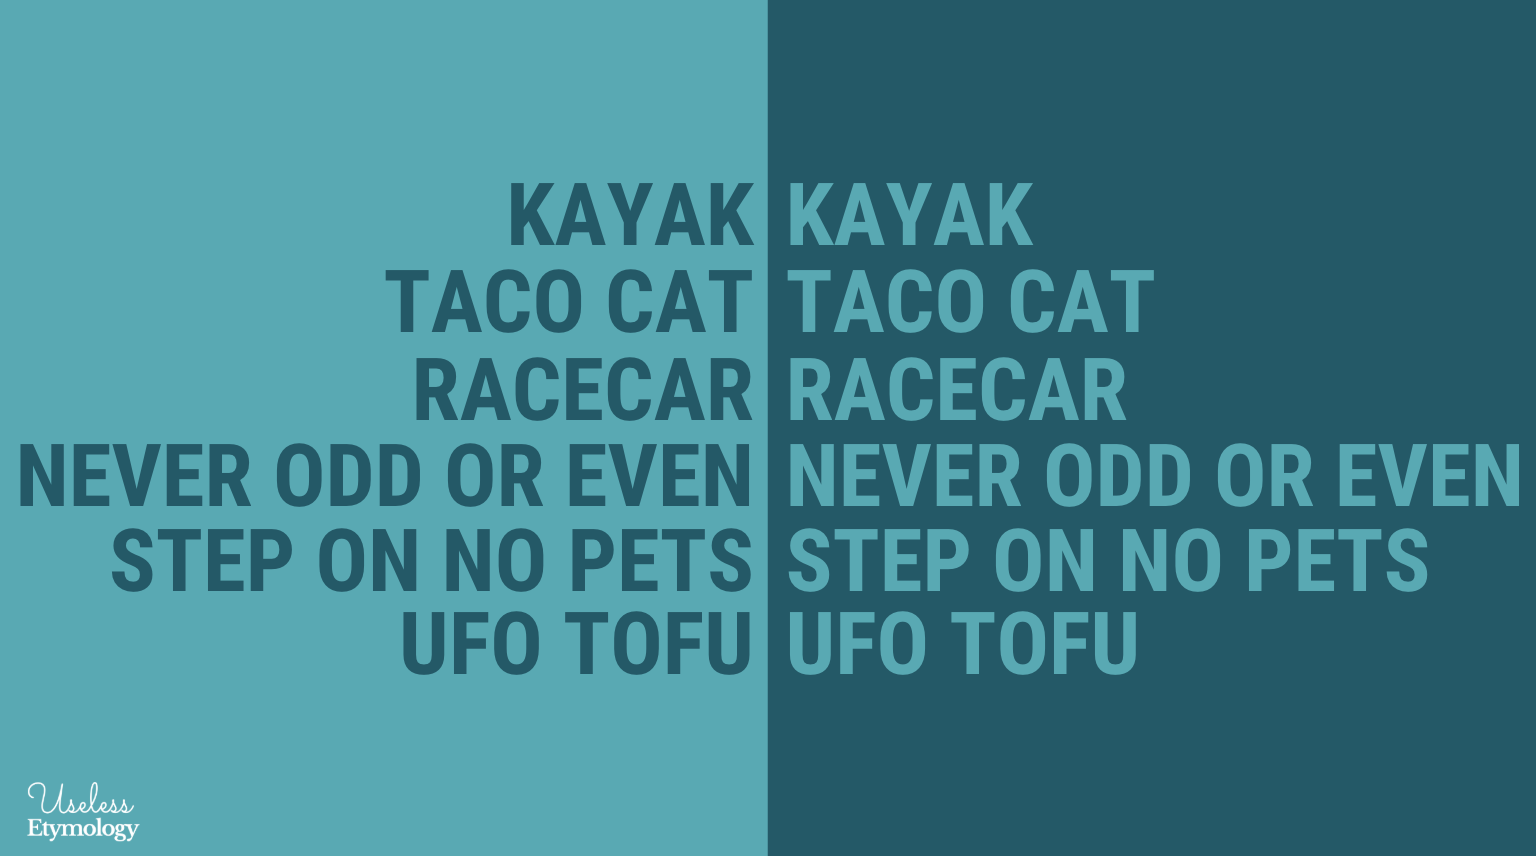 KAYAK KAYAK
TACO CAT TACO CAT
RACECAR RACECAR
NEVER ODD OR EVEN NEVER ODD OR EVEN
STEP ON NO PETS STEP ON NO PETS
UFO TOFU UFO TOFU
Useless
Etymology